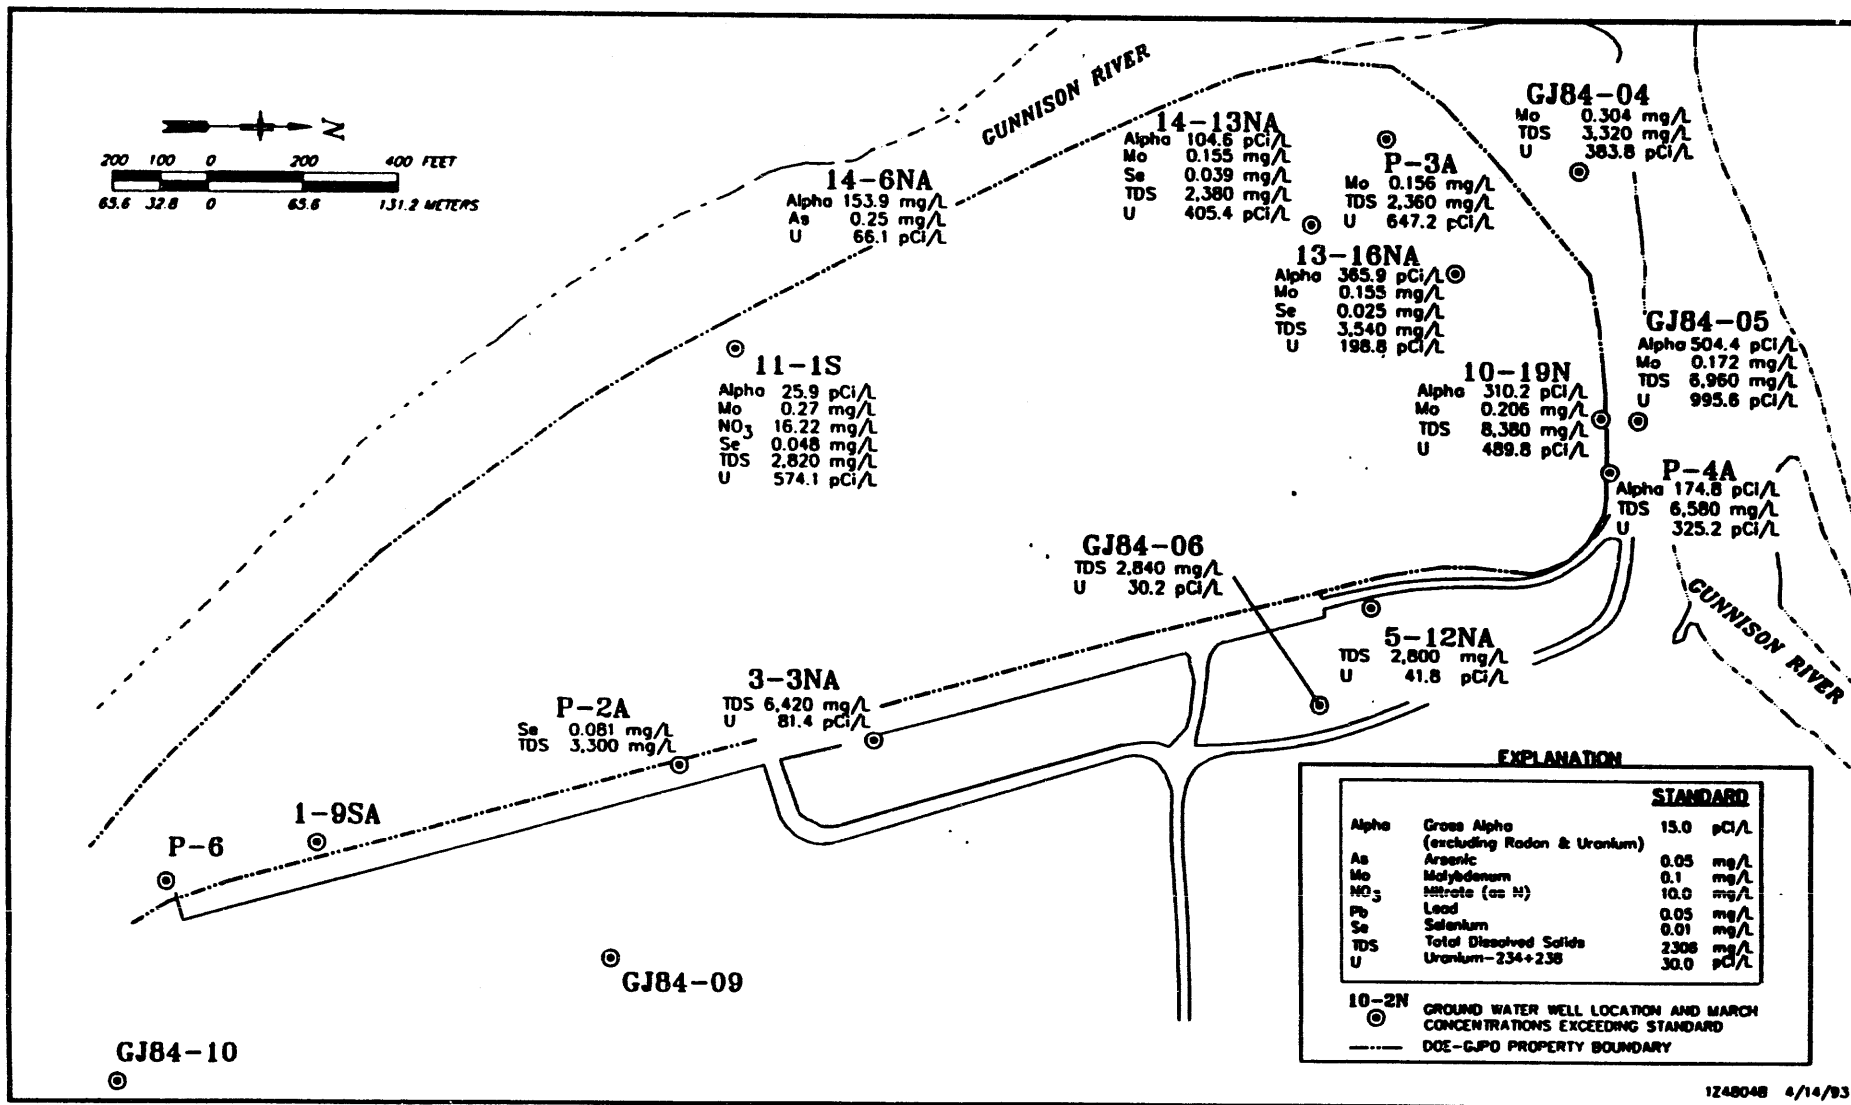 GUNNISON RIVER
N
200 100 0 200 400 FEET
65.6 32.8 0 65.6 131.2 METERS
14-6NA
Alpha 153.9 mg/L
As 0.25 mg/L
U 66.1 pCi/L
14-13NA
Alpha 104.6 pCi/L
Mo 0.155 mg/L
Se 0.039 mg/L
TDS 2,380 mg/L
U 405.4 pCi/L
P-3A
Mo 0.156 mg/L
TDS 2,360 mg/L
U 647.2 pCi/L
GJ84-04
Mo 0.304 mg/L
TDS 3,320 mg/L
U 383.8 pCi/L
13-16NA
Alpha 365.9 pCi/L
Mo 0.155 mg/L
Se 0.025 mg/L
TDS 3,540 mg/L
U 198.8 pCi/L
GJ84-05
Alpha 504.4 pCi/L
Mo 0.172 mg/L
TDS 6,960 mg/L
U 995.6 pCi/L
11-1S
Alpha 25.9 pCi/L
Mo 0.27 mg/L
NO3 16.22 mg/L
Se 0.048 mg/L
TDS 2,820 mg/L
U 574.1 pCi/L
10-19N
Alpha 310.2 pCi/L
Mo 0.206 mg/L
TDS 8,380 mg/L
U 489.8 pCi/L
P-4A
Alpha 174.8 pCi/L
TDS 6,580 mg/L
U 325.2 pCi/L
GJ84-06
TDS 2,840 mg/L
U 30.2 pCi/L
GUNNISON RIVER
5-12NA
TDS 2,800 mg/L
U 41.8 pCi/L
3-3NA
TDS 6,420 mg/L
U 81.4 pCi/L
P-2A
Se 0.081 mg/L
TDS 3,300 mg/L
1-9SA
P-6
GJ84-09
GJ84-10
EXPLANATION
STANDARD
Alpha Gross Alpha 15.0 pCi/L
(excluding Radon & Uranium)
As Arsenic 0.05 mg/L
Mo Molybdenum 0.1 mg/L
NO3 Nitrate (as N) 10.0 mg/L
Pb Lead 0.05 mg/L
Se Selenium 0.01 mg/L
TDS Total Dissolved Solids 2306 mg/L
U Uranium-234+238 30.0 pCi/L
10-2N
GROUND WATER WELL LOCATION AND MARCH
CONCENTRATIONS EXCEEDING STANDARD
DOE-GJPO PROPERTY BOUNDARY
1Z48048 4/14/93